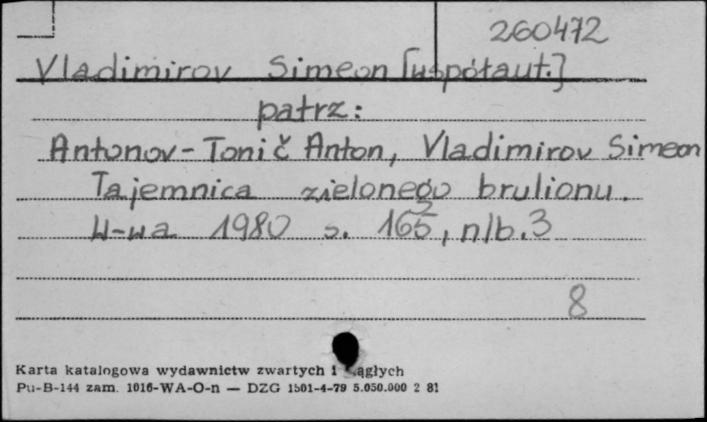 260472
Vladimirov Simeon [współaut.]
patrz:
Antonov-Tonič Anton, Vladimirov Simeon
Tajemnica zielonego brulionu.
W-wa 1980 s. 165, nlb. 3
8
Karta katalogowa wydawnictw zwartych i ciągłych
Pu-B-144 zam. 1016-WA-O-n — DZG 1501-4-79 5.050.000 2 81